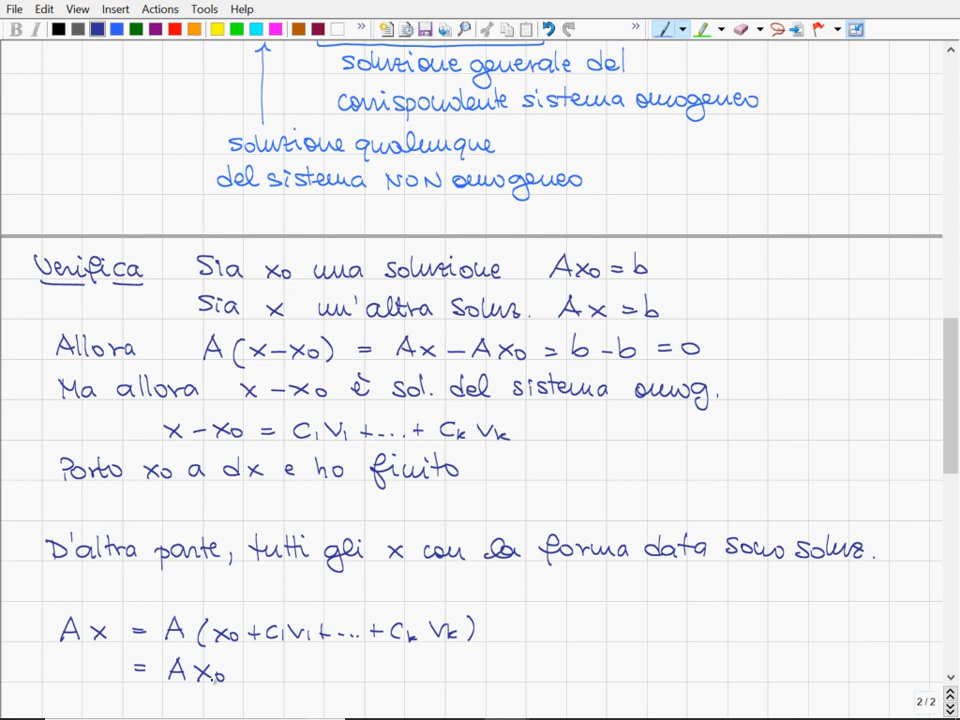 File Edit View Insert Actions Tools Help
B I
soluzione generale del
corrispondente sistema omogeneo
soluzione qualunque
del sistema NON omogeneo
Verifica Sia x₀ una soluzione Ax₀ = b
Sia x un'altra soluz. Ax = b
Allora A(x-x₀) = Ax - Ax₀ = b - b = 0
Ma allora x - x₀ è sol. del sistema omog.
x - x₀ = c₁v₁ +...+ cₖvₖ
Porto x₀ a dx e ho finito
D'altra parte, tutti gli x con la forma data sono soluz.
Ax = A(x₀ + c₁v₁ +...+ cₖvₖ)
= Ax₀
2 / 2